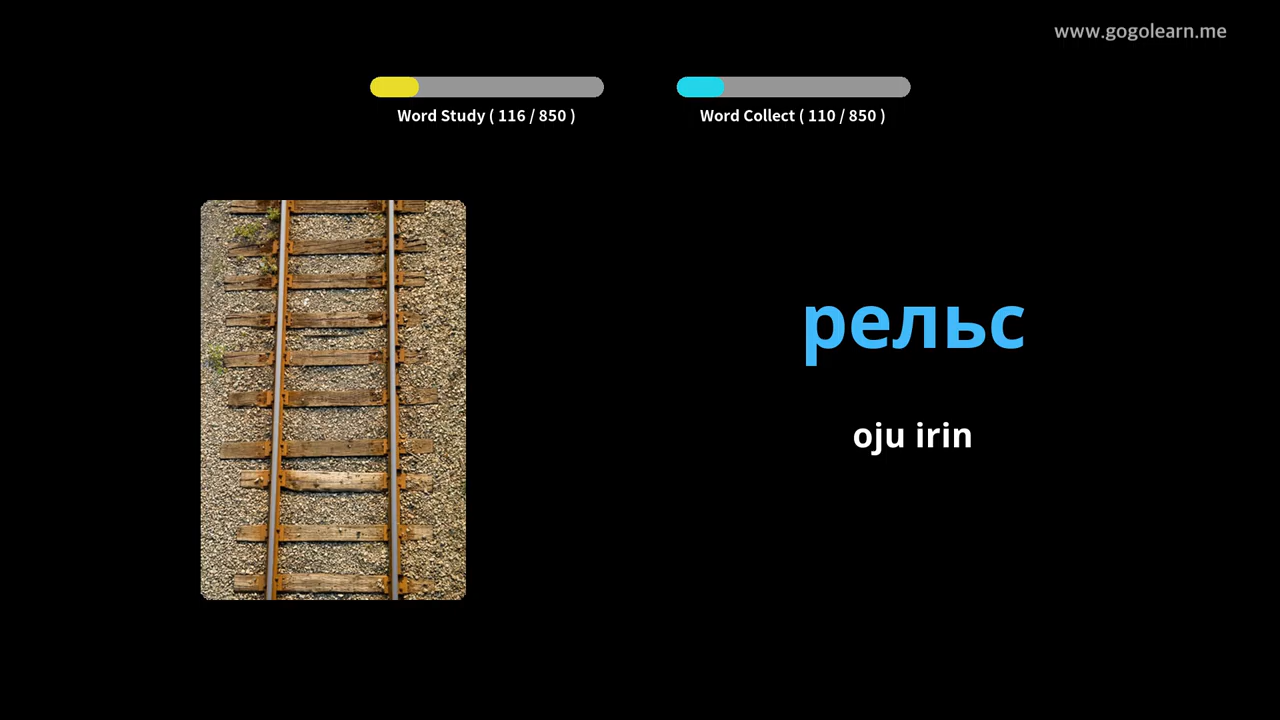 www.gogolearn.me
Word Study ( 116 / 850 )
Word Collect ( 110 / 850 )
рельс
oju irin